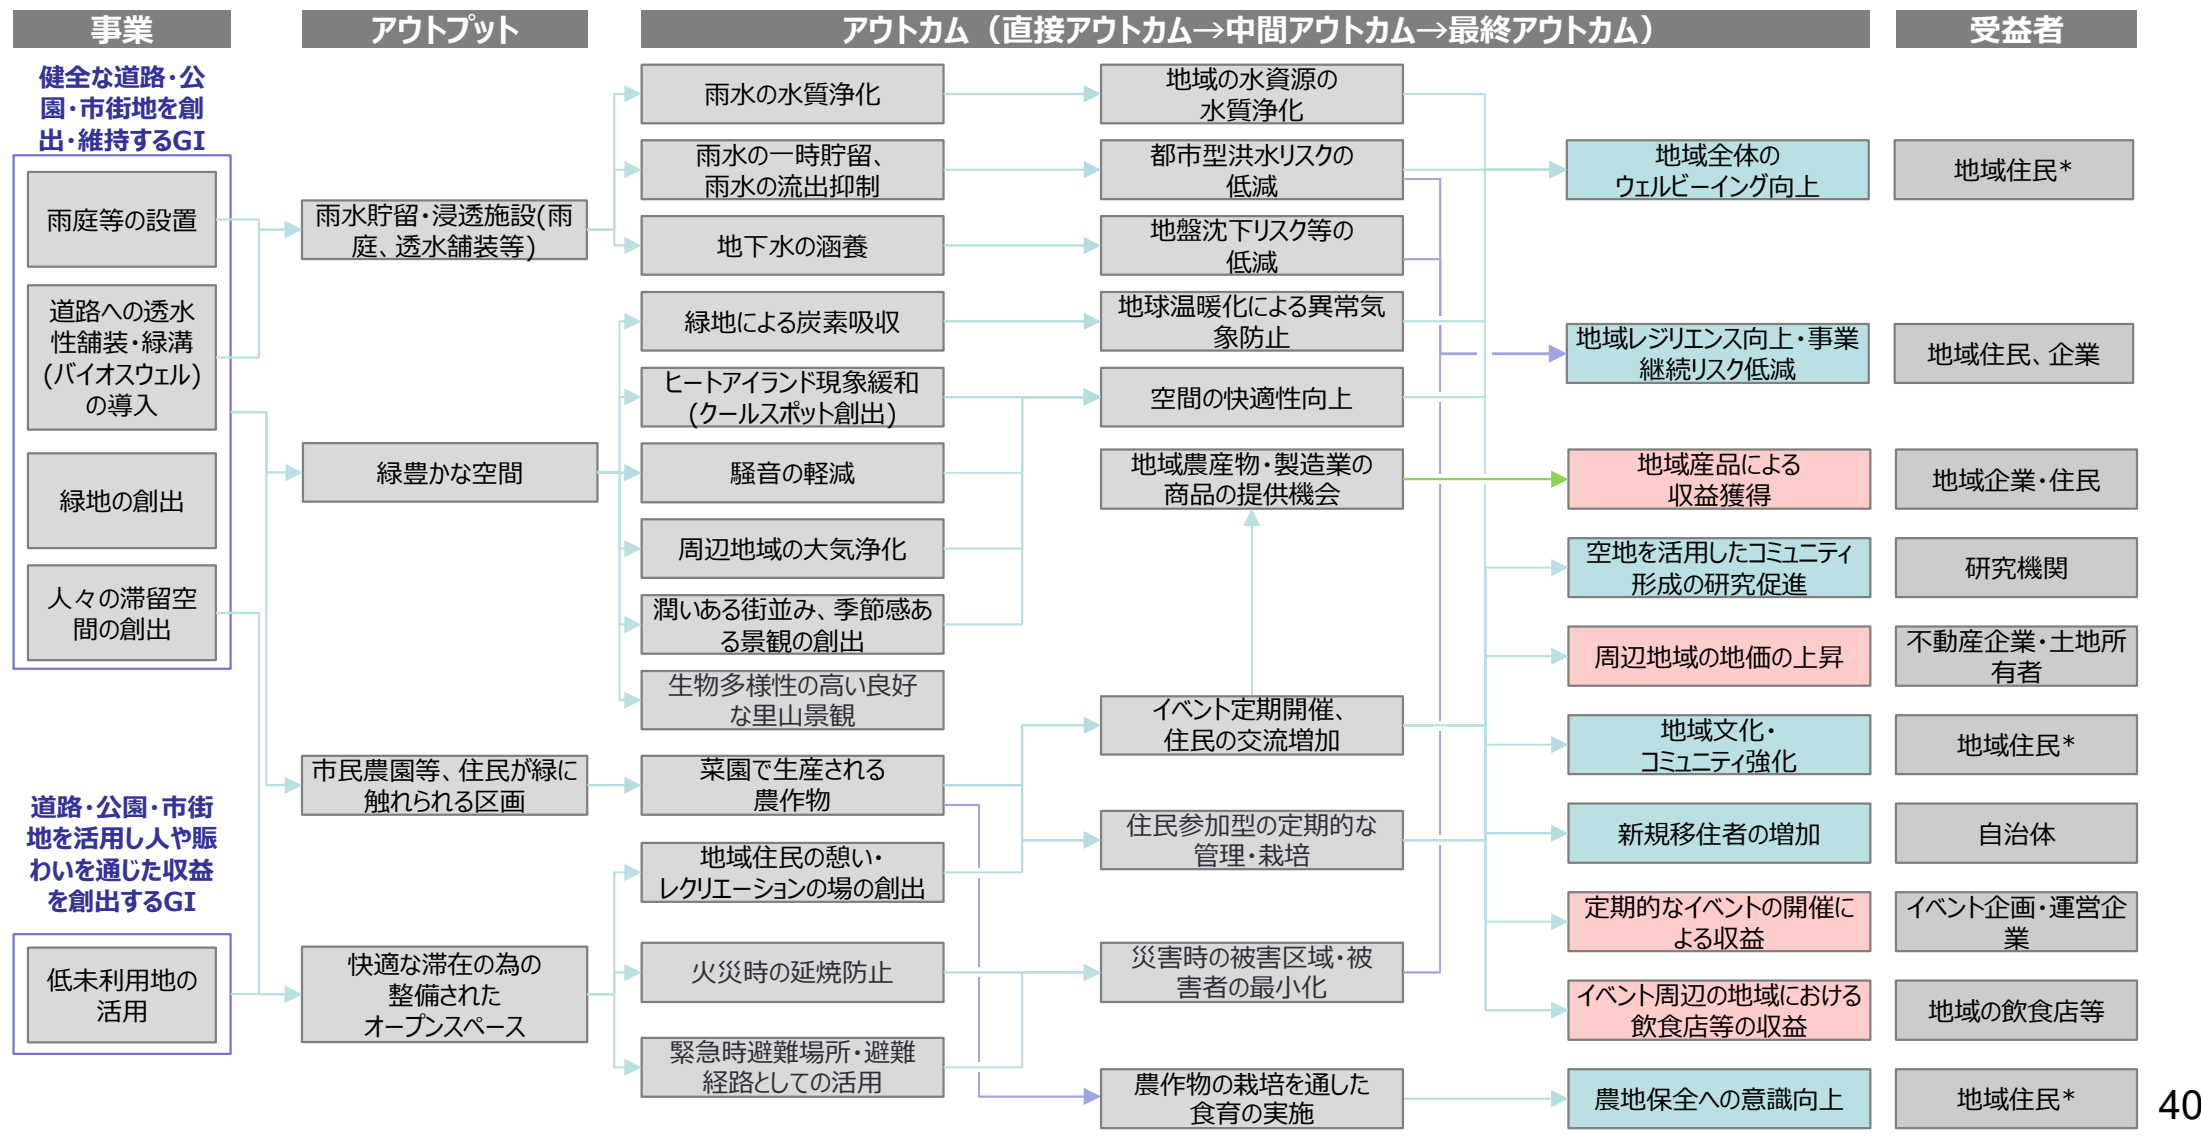 事業
アウトプット
アウトカム（直接アウトカム→中間アウトカム→最終アウトカム）
受益者
健全な道路・公
園・市街地を創
出・維持するGI
雨庭等の設置
道路への透水
性舗装・緑溝
(バイオスウェル)
の導入
緑地の創出
人々の滞留空
間の創出
道路・公園・市街
地を活用し人や賑
わいを通じた収益
を創出するGI
低未利用地の
活用
雨水貯留・浸透施設(雨
庭、透水舗装等)
緑豊かな空間
市民農園等、住民が緑に
触れられる区画
快適な滞在の為の
整備された
オープンスペース
雨水の水質浄化
雨水の一時貯留、
雨水の流出抑制
地下水の涵養
緑地による炭素吸収
ヒートアイランド現象緩和
(クールスポット創出)
騒音の軽減
周辺地域の大気浄化
潤いある街並み、季節感あ
る景観の創出
生物多様性の高い良好
な里山景観
菜園で生産される
農作物
地域住民の憩い・
レクリエーションの場の創出
火災時の延焼防止
緊急時避難場所・避難
経路としての活用
地域の水資源の
水質浄化
都市型洪水リスクの
低減
地盤沈下リスク等の
低減
地球温暖化による異常気
象防止
空間の快適性向上
地域農産物・製造業の
商品の提供機会
イベント定期開催、
住民の交流増加
住民参加型の定期的な
管理・栽培
災害時の被害区域・被
害者の最小化
農作物の栽培を通した
食育の実施
地域全体の
ウェルビーイング向上
地域レジリエンス向上・事業
継続リスク低減
地域産品による
収益獲得
空地を活用したコミュニティ
形成の研究促進
周辺地域の地価の上昇
地域文化・
コミュニティ強化
新規移住者の増加
定期的なイベントの開催に
よる収益
イベント周辺の地域における
飲食店等の収益
農地保全への意識向上
地域住民*
地域住民、企業
地域企業・住民
研究機関
不動産企業・土地所
有者
地域住民*
自治体
イベント企画・運営企
業
地域の飲食店等
地域住民*
40